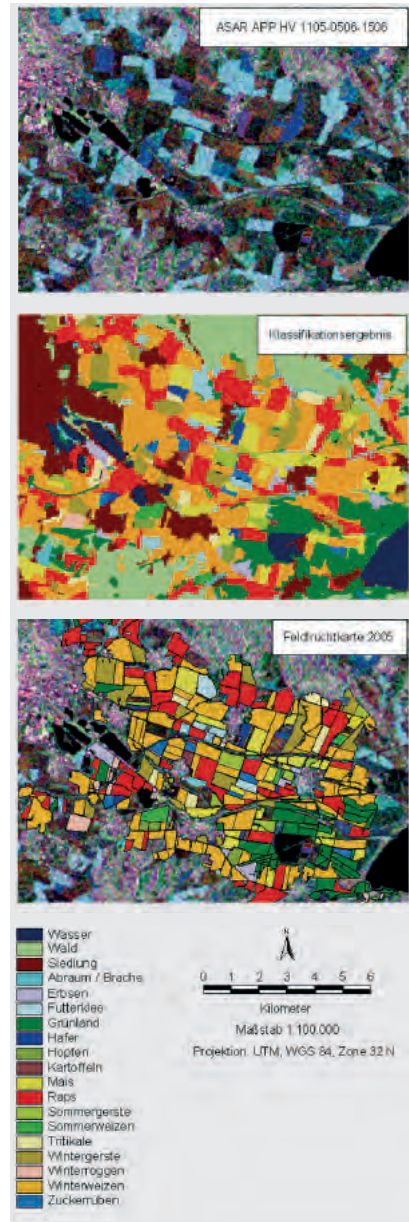 ASAR APP HV 1105-0506-1506
Klassifikationsergebnis
Feldfruchtkarte 2005
Wasser
Wald
Siedlung
Abraum / Brache
Erbsen
Futterklee
Grünland
Hafer
Hopfen
Kartoffeln
Mais
Raps
Sommergerste
Sommerweizen
Tritikale
Wintergerste
Winterroggen
Winterweizen
Zuckerrüben
N
0 1 2 3 4 5 6
Kilometer
Maßstab 1:100.000
Projektion: UTM, WGS 84, Zone 32 N